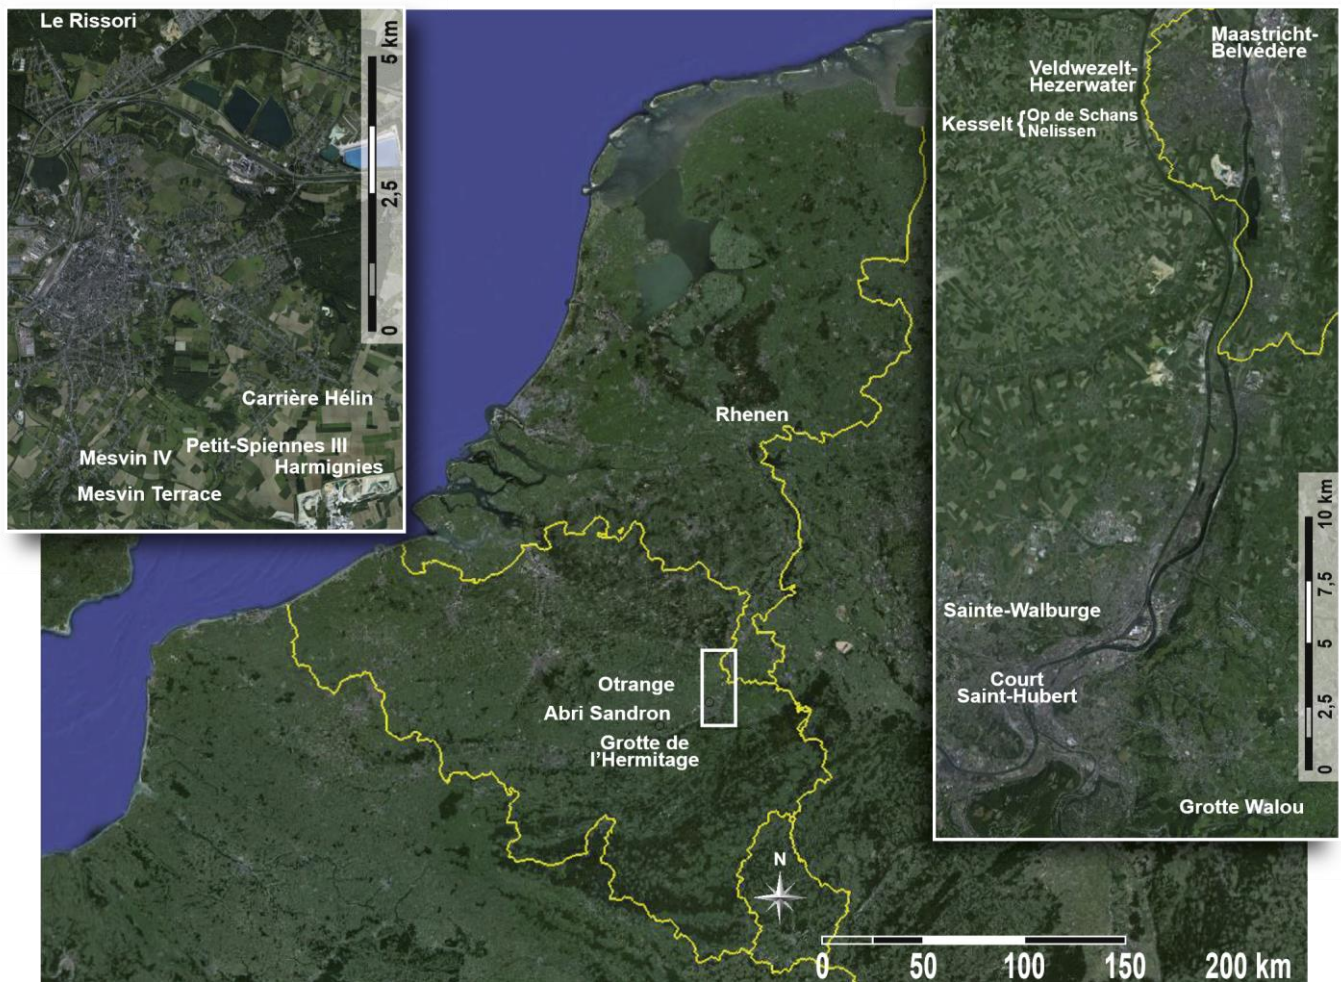 Le Rissori
5 km
2,5
0
Carrière Hélin
Petit-Spiennes III
Mesvin IV
Harmignies
Mesvin Terrace
Rhenen
Otrange
Abri Sandron
Grotte de
l'Hermitage
N
0 50 100 150 200 km
Maastricht-
Belvédère
Veldwezelt-
Hezerwater
Kesselt { Op de Schans
Nelissen
10 km
7,5
5
2,5
0
Sainte-Walburge
Court
Saint-Hubert
Grotte Walou